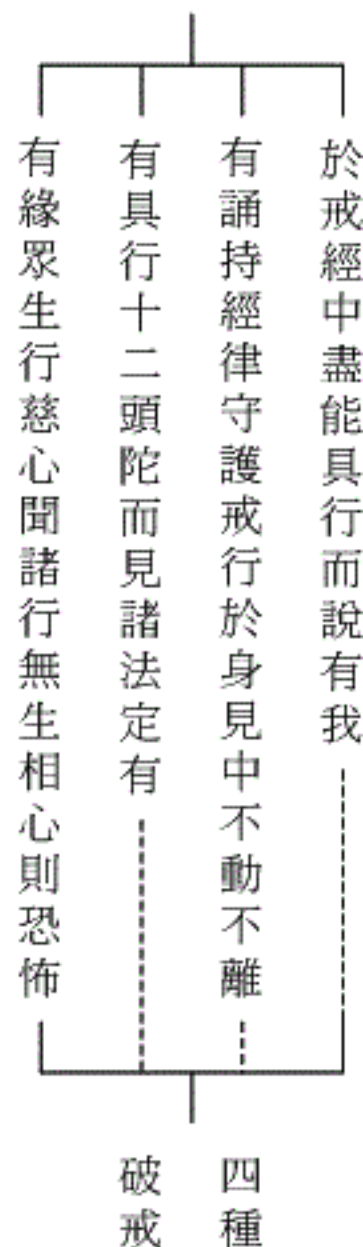 於戒經中盡能具行而說有我
有誦持經律守護戒行於身見中不動不離
有具行十二頭陀而見諸法定有
有緣眾生行慈心聞諸行無生相心則恐怖
四種
破戒